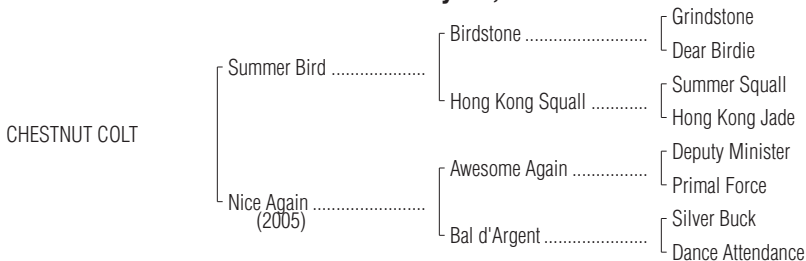 Grindstone
Birdstone ..........................
Dear Birdie
Summer Bird ....................
Summer Squall
Hong Kong Squall ............
Hong Kong Jade
CHESTNUT COLT
Deputy Minister
Awesome Again ................
Primal Force
Nice Again ........................
(2005)
Silver Buck
Bal d'Argent ......................
Dance Attendance